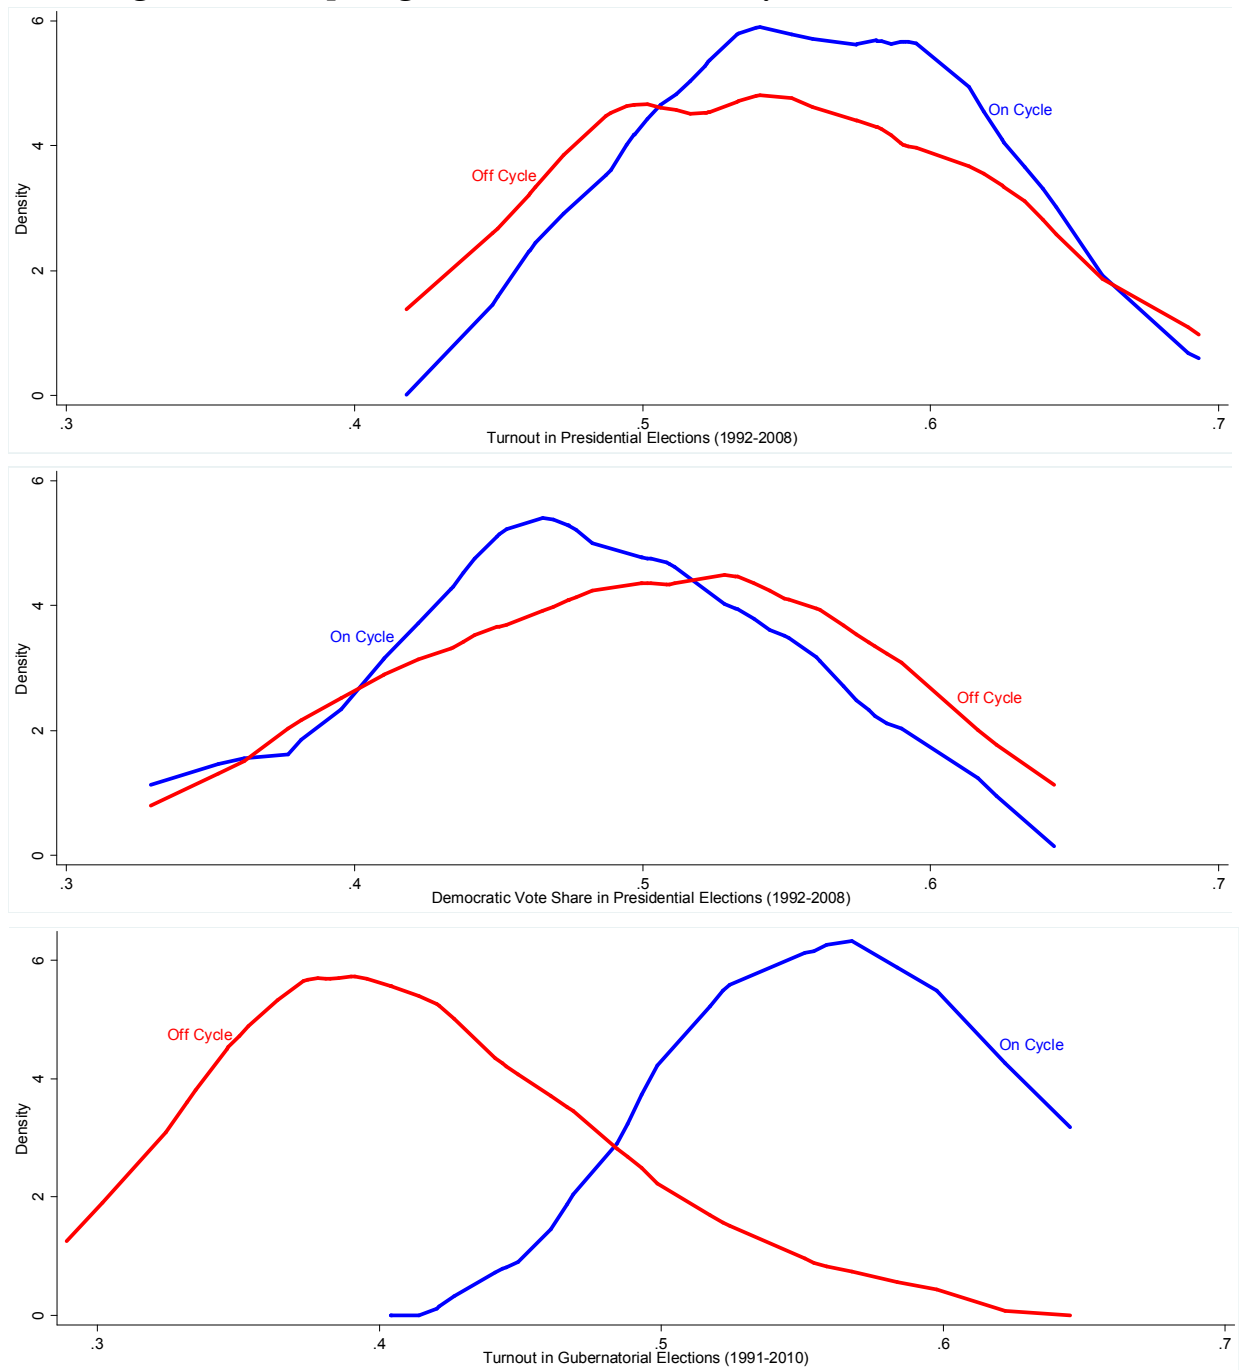 6
4
2
0
Density
On Cycle
Off Cycle
.3 .4 .5 .6 .7
Turnout in Presidential Elections (1992-2008)
6
4
2
0
Density
On Cycle
Off Cycle
.3 .4 .5 .6 .7
Democratic Vote Share in Presidential Elections (1992-2008)
6
4
2
0
Density
Off Cycle
On Cycle
.3 .4 .5 .6 .7
Turnout in Gubernatorial Elections (1991-2010)